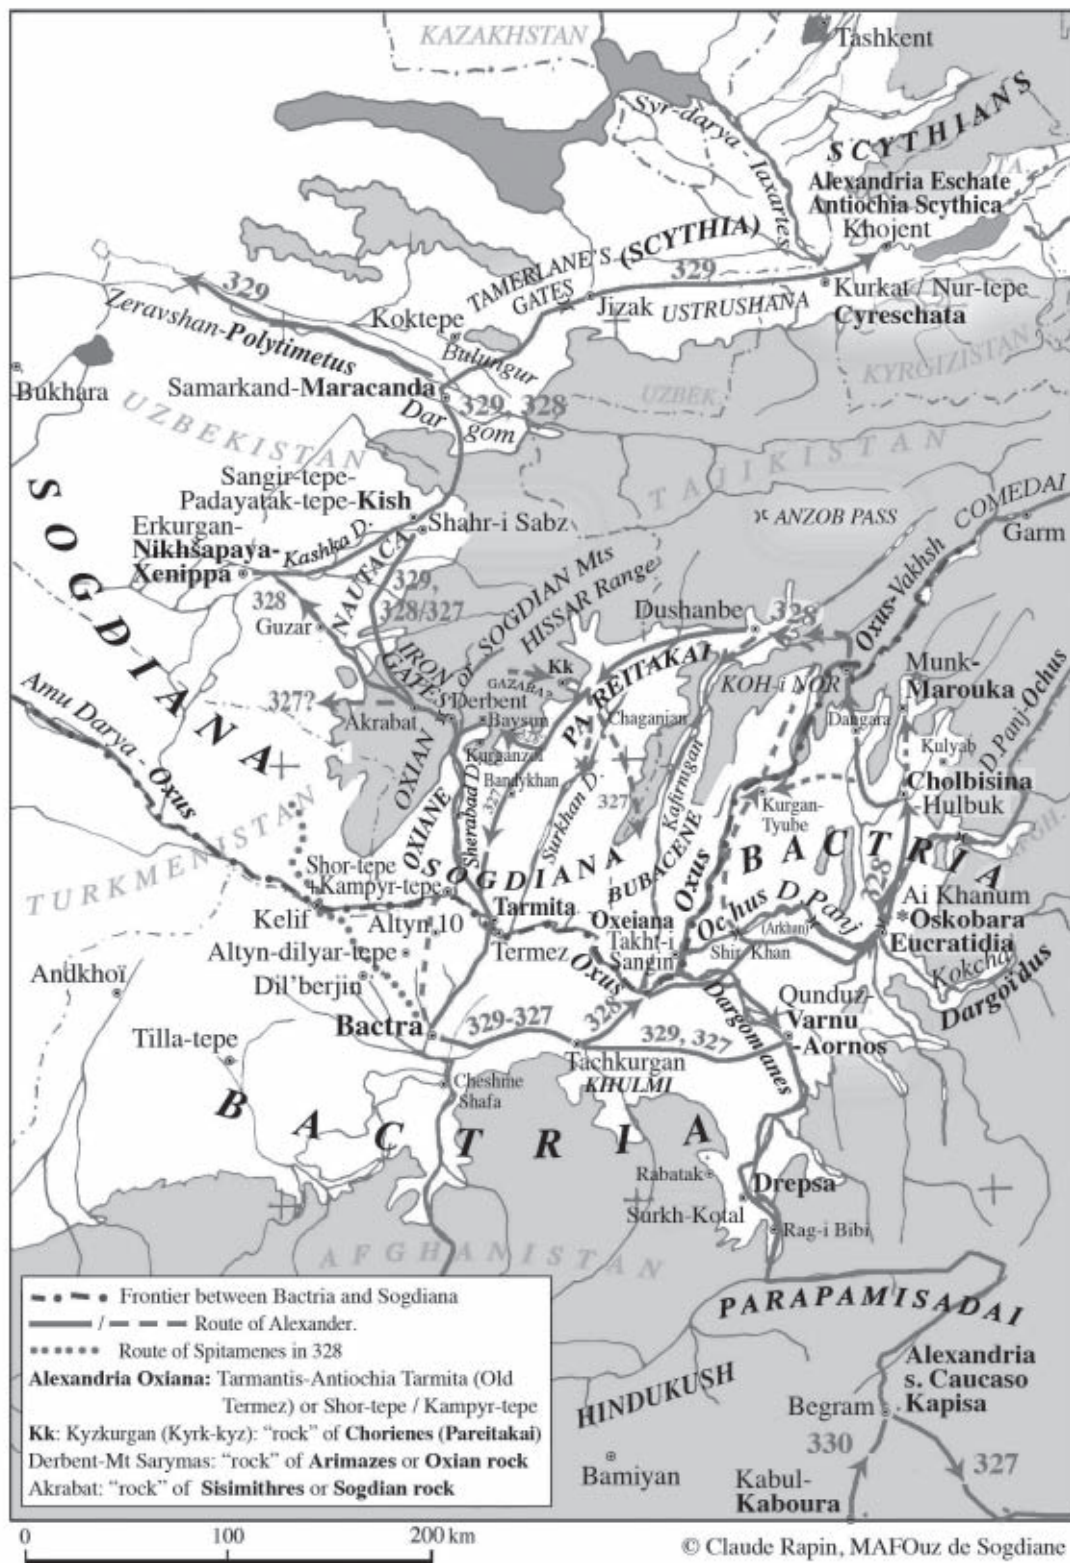 KAZAKHSTAN
Tashkent
Syr-darya - Iaxartes
SCYTHIANS
Alexandria Eschate
Antiochia Scythica
Khojent
TAMERLANE'S
GATES
(SCYTHIA)
329
329
Zeravshan-Polytimetus
Koktepe
Jizak
USTRUSHANA
Kurkat / Nur-tepe
Cyreschata
Bulungur
Bukhara
Samarkand-Maracanda
UZBEK.
KYRGIZISTAN
UZBEKISTAN
Dar
gom
329
328
TAJIKISTAN
Sangir-tepe-
Padayatak-tepe-Kish
SOGDIANA
ANZOB PASS
COMEDAI
Garm
Erkurgan-
Nikhsapaya-
Xenippa
Kashka D.
Shahr-i Sabz
NAUTACA
329,
328/327
328
Guzar
IRON
GATES
or SOGDIAN Mts
HISSAR Range
Dushanbe
328
Oxus-Vakhsh
Munk-
Marouka
Kk
GAZABA?
PAREITAKAI
KOH-i NOR
D.Panj-Ochus
327?
Akrabat
Derbent
Baysun
Chaganian
Dangara
Kulyab
Kurganzol
Bandykhan
OXIAN
OXIANE
Sherabad D.
327
Surkhan D.
327
Kafirnigan
Kurgan-
Tyube
Cholbisina
-Hulbuk
Amu Darya - Oxus
TURKMENISTAN
SOGDIANA
BUBACENE
Oxus
BACTRIA
328
Shor-tepe
Kampyr-tepe
Kelif
Altyn 10
Tarmita
Termez
Oxeiana
Takht-i
Sangin
Ochus
D.Panj
(Arkhan)
Shir Khan
Ai Khanum
*Oskobara
Eucratidia
Altyn-dilyar-tepe
Dil'berjin
Andkhoï
Oxus
Kokcha
Dargoïdus
Bactra
329-327
328
Dargomanes
Qunduz-
Varnu
-Aornos
329, 327
Tilla-tepe
Tachkurgan
KHULMI
Cheshme
Shafa
BACTRIA
Rabatak
Drepsa
Surkh-Kotal
Rag-i Bibi
AFGHANISTAN
PARAPAMISADAI
HINDUKUSH
Alexandria
s. Caucaso
Kapisa
Begram
330
327
Bamiyan
Kabul-
Kaboura
Frontier between Bactria and Sogdiana
/ Route of Alexander.
Route of Spitamenes in 328
Alexandria Oxiana: Tarmantis-Antiochia Tarmita (Old
Termez) or Shor-tepe / Kampyr-tepe
Kk: Kyzkurgan (Kyrk-kyz): “rock” of Chorienes (Pareitakai)
Derbent-Mt Sarymas: “rock” of Arimazes or Oxian rock
Akrabat: “rock” of Sisimithres or Sogdian rock
0 100 200 km
© Claude Rapin, MAFOuz de Sogdiane